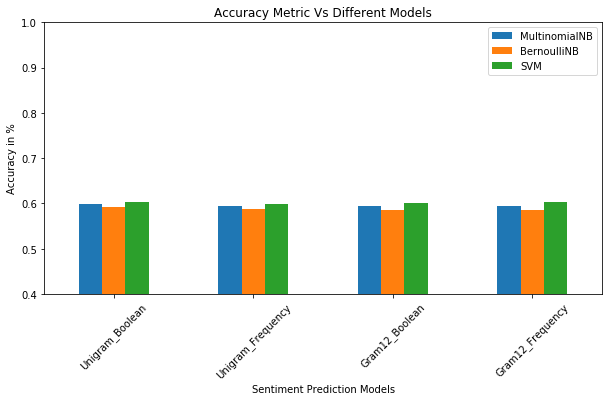 Accuracy Metric Vs Different Models
MultinomialNB
BernoulliNB
SVM
Accuracy in %
1.0
0.9
0.8
0.7
0.6
0.5
0.4
Unigram_Boolean
Unigram_Frequency
Gram12_Boolean
Gram12_Frequency
Sentiment Prediction Models